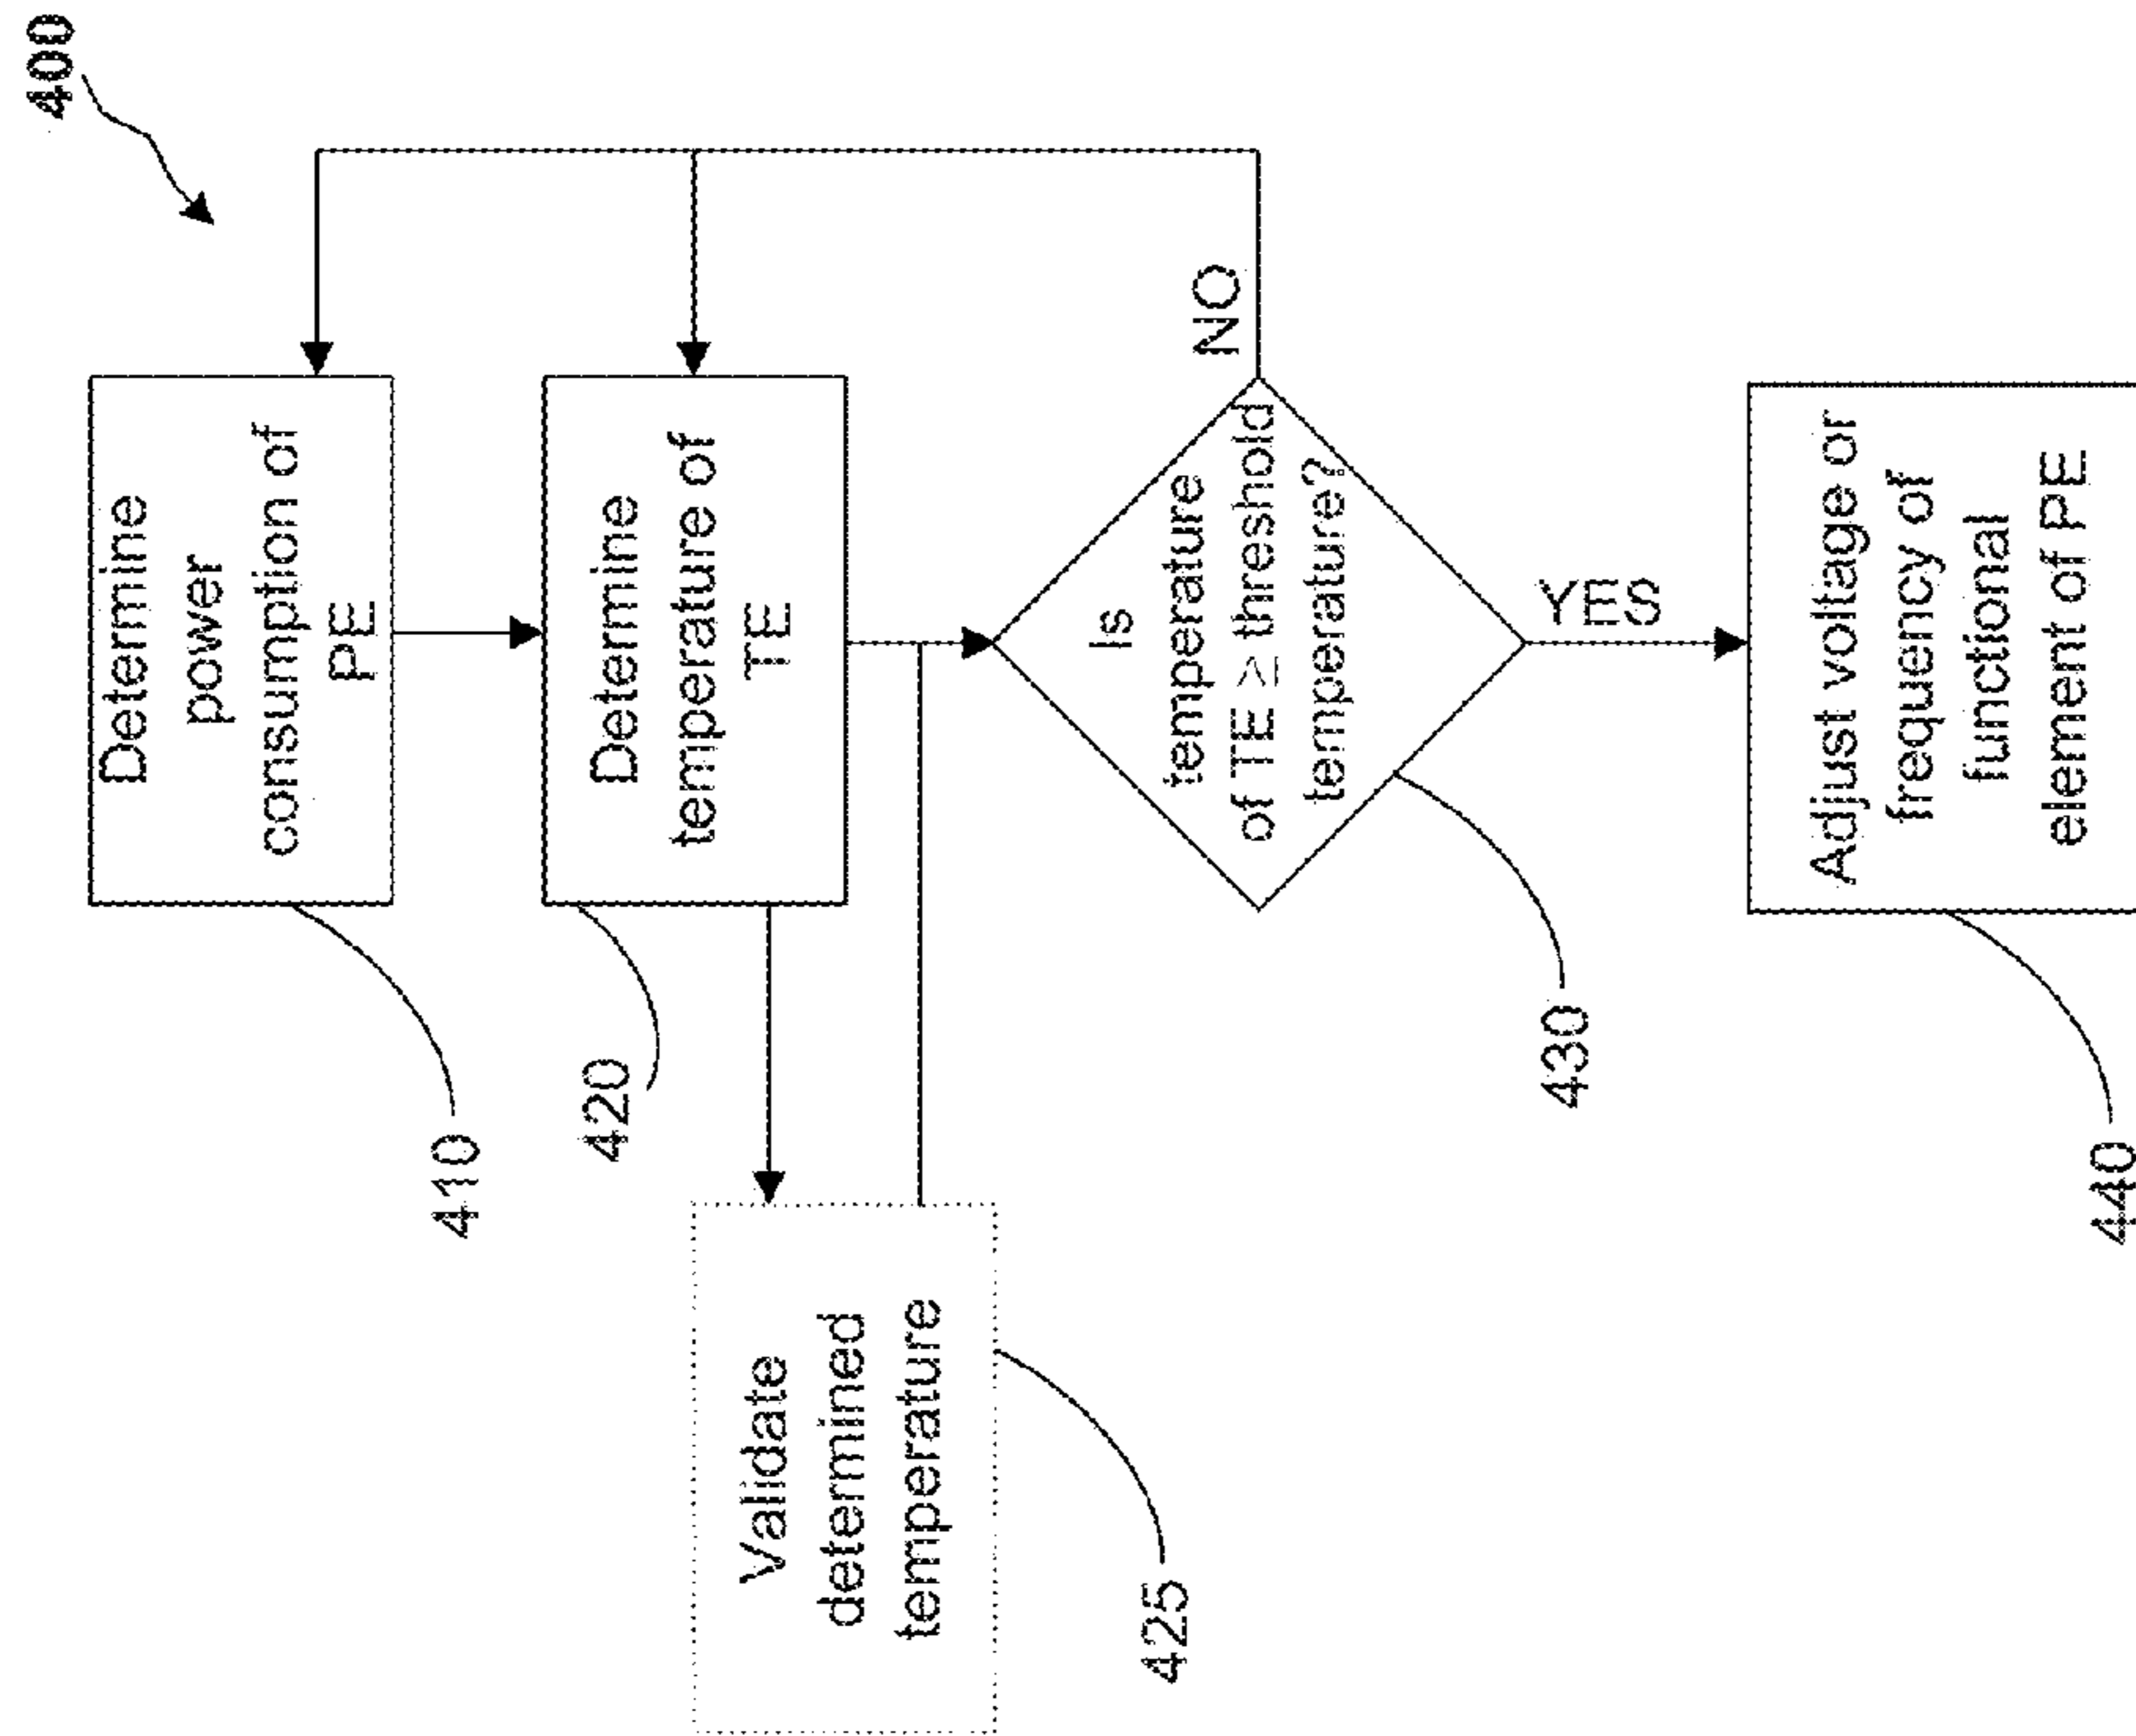 400
Determine
power
consumption of
PE
410
Determine
temperature of
TE
420
Validate
determined
temperature
425
Is
temperature
of TE ≥ threshold
temperature?
NO
430
YES
Adjust voltage or
frequency of
functional
element of PE
440